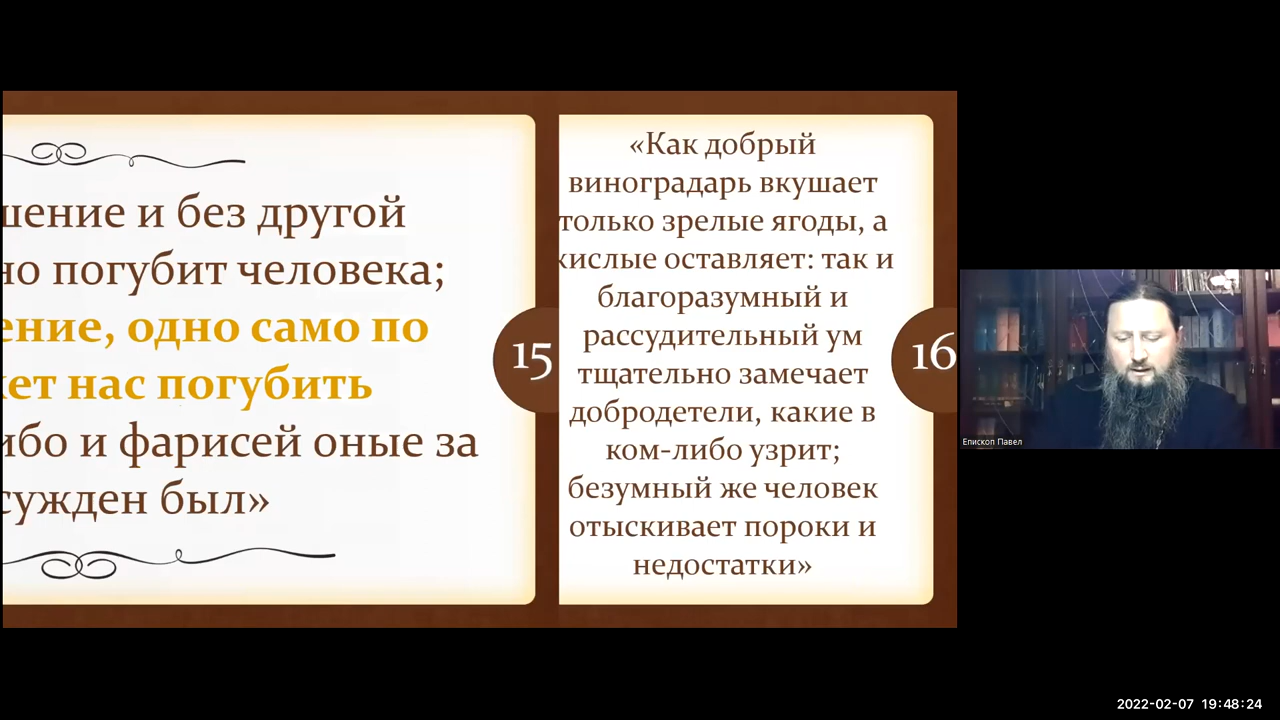 шение и без другой
но погубит человека;
ение, одно само по
жет нас погубить
ибо и фарисей оные за
сужден был»
15
«Как добрый
виноградарь вкушает
только зрелые ягоды, а
кислые оставляет: так и
благоразумный и
рассудительный ум
тщательно замечает
добродетели, какие в
ком-либо узрит;
безумный же человек
отыскивает пороки и
недостатки»
16
Епископ Павел
2022-02-07 19:48:24